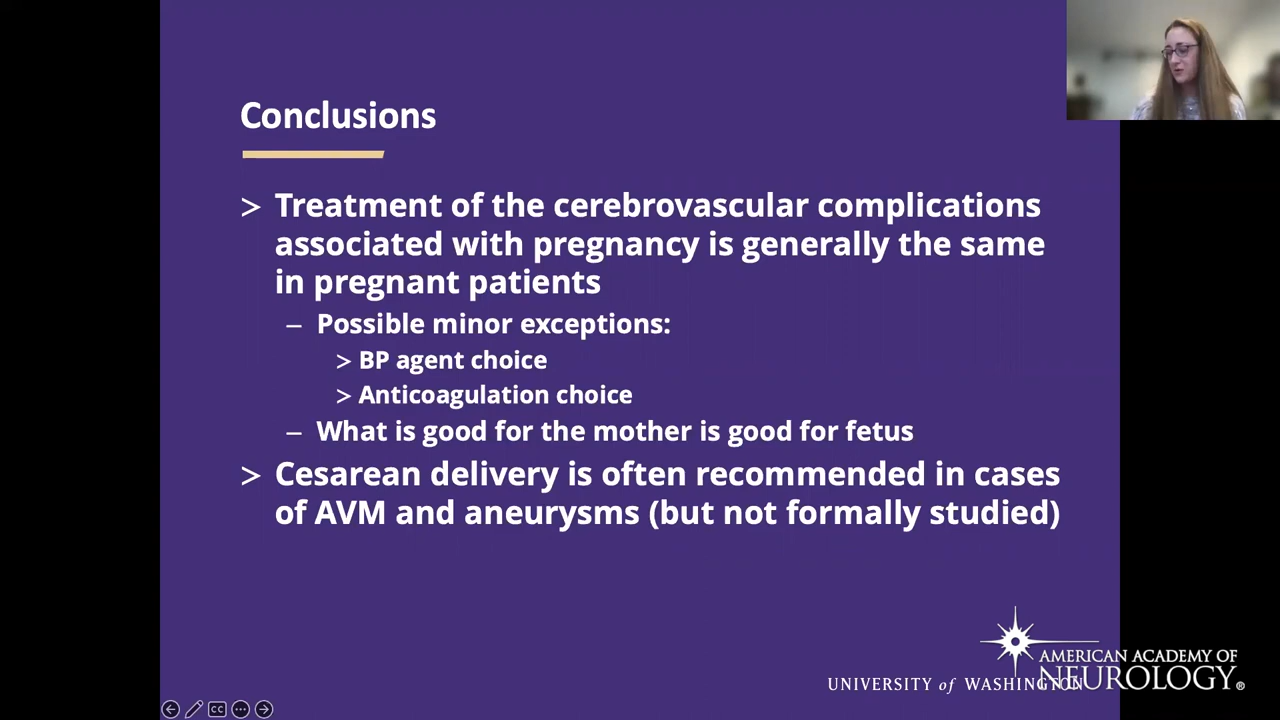 Conclusions
> Treatment of the cerebrovascular complications
associated with pregnancy is generally the same
in pregnant patients
– Possible minor exceptions:
> BP agent choice
> Anticoagulation choice
– What is good for the mother is good for fetus
> Cesarean delivery is often recommended in cases
of AVM and aneurysms (but not formally studied)
AMERICAN ACADEMY OF
NEUROLOGY®
UNIVERSITY of WASHINGTON
CC